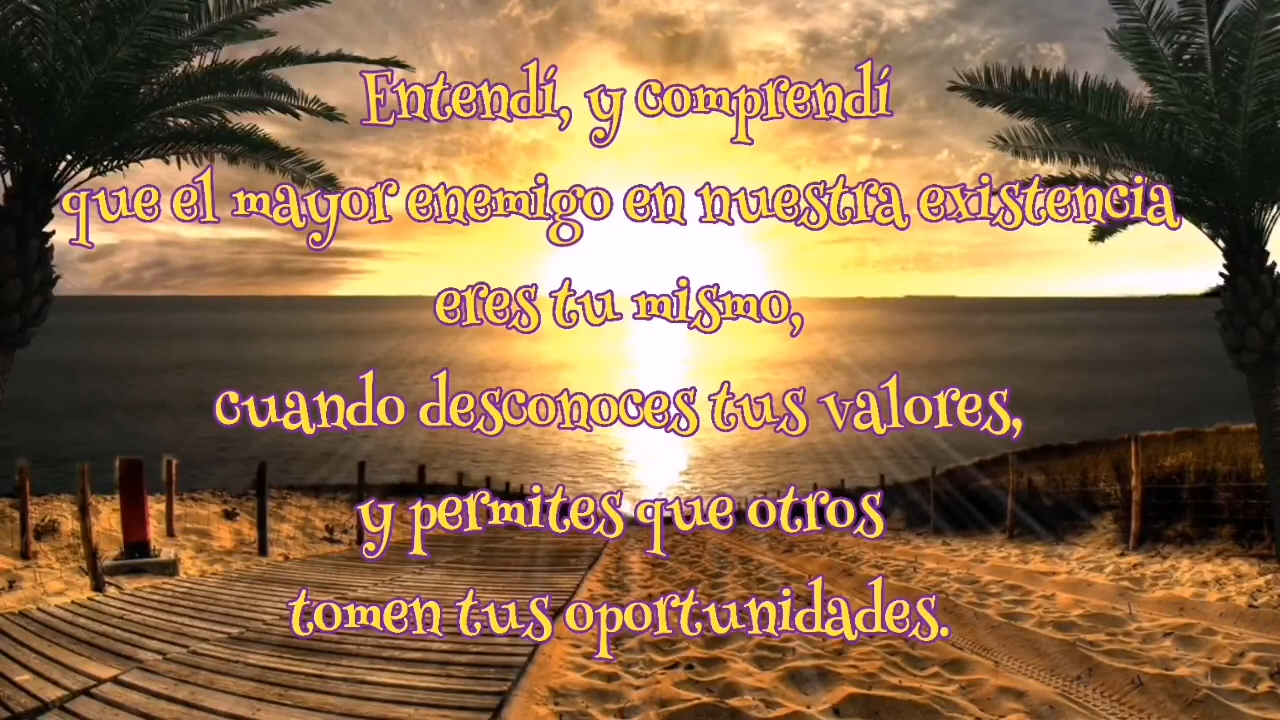 Entendí, y comprendí
que el mayor enemigo en nuestra existencia
eres tu mismo,
cuando desconoces tus valores,
y permites que otros
tomen tus oportunidades.